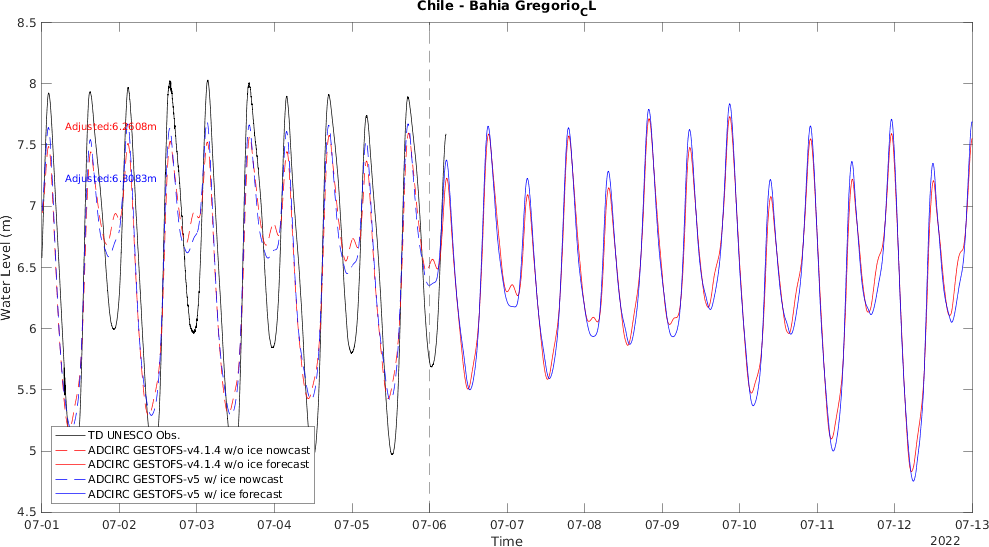 Chile - Bahia Gregorio_CL
8.5
8
7.5
7
6.5
6
5.5
5
4.5
Water Level (m)
Adjusted:6.2608m
Adjusted:6.3083m
TD UNESCO Obs.
ADCIRC GESTOFS-v4.1.4 w/o ice nowcast
ADCIRC GESTOFS-v4.1.4 w/o ice forecast
ADCIRC GESTOFS-v5 w/ ice nowcast
ADCIRC GESTOFS-v5 w/ ice forecast
07-01 07-02 07-03 07-04 07-05 07-06 07-07 07-08 07-09 07-10 07-11 07-12 07-13
Time
2022